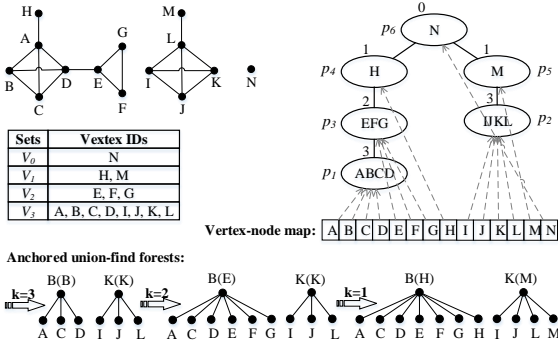 H
A
B
D
C
E
G
F
M
L
I
K
J
N
Sets Vextex IDs
V0 N
V1 H, M
V2 E, F, G
V3 A, B, C, D, I, J, K, L
0
p6 N
1 1
p4 H M p5
2 3
p3 EFG IJKL p2
3
p1 ABCD
Vertex-node map: A B C D E F G H I J K L M N
Anchored union-find forests:
k=3 B(B) K(K) k=2 B(E) K(K) k=1 B(H) K(M)
A C D I J L A C D E F G I J L A C D E F G H I J L M